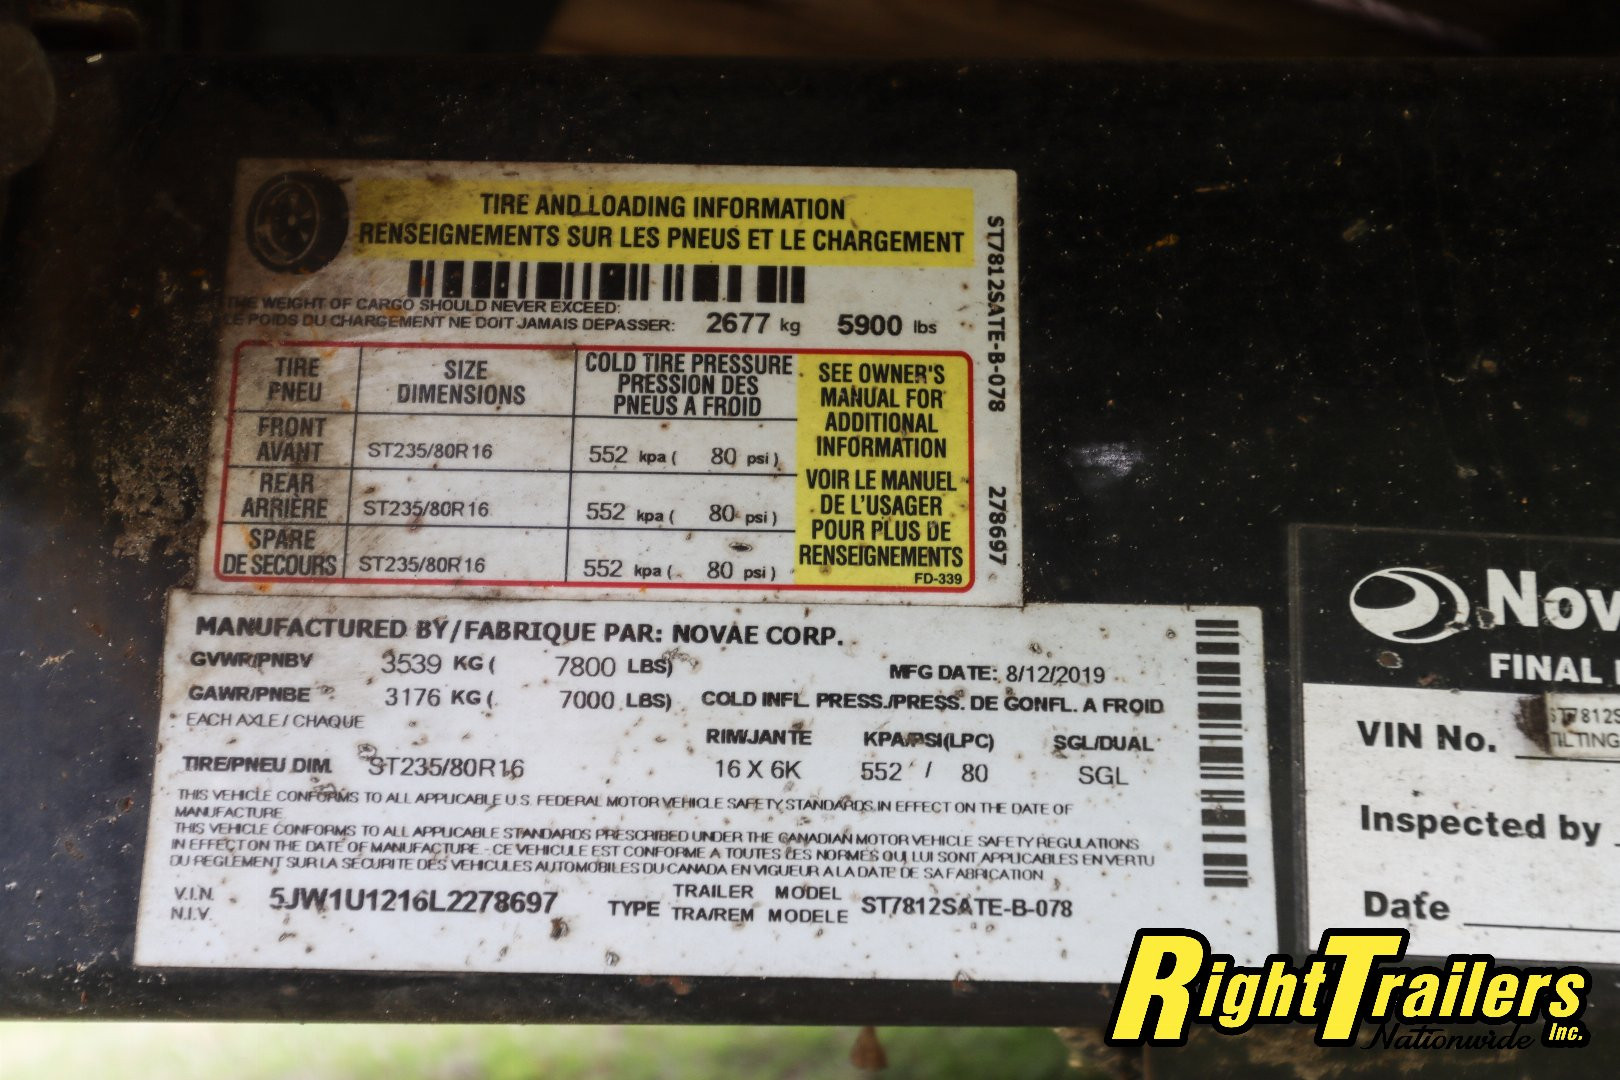 TIRE AND LOADING INFORMATION
RENSEIGNEMENTS SUR LES PNEUS ET LE CHARGEMENT
THE WEIGHT OF CARGO SHOULD NEVER EXCEED:
LE POIDS DU CHARGEMENT NE DOIT JAMAIS DEPASSER: 2677 kg 5900 lbs
TIRE
PNEU
SIZE
DIMENSIONS
COLD TIRE PRESSURE
PRESSION DES
PNEUS A FROID
FRONT
AVANT
ST235/80R16 552 kpa ( 80 psi )
REAR
ARRIÈRE
ST235/80R16 552 kpa ( 80 psi )
SPARE
DE SECOURS
ST235/80R16 552 kpa ( 80 psi )
SEE OWNER'S
MANUAL FOR
ADDITIONAL
INFORMATION
VOIR LE MANUEL
DE L'USAGER
POUR PLUS DE
RENSEIGNEMENTS
FD-339
ST7812SATE-B-078 278697
MANUFACTURED BY/FABRIQUE PAR: NOVAE CORP.
GVWR/PNBV 3539 KG ( 7800 LBS) MFG DATE: 8/12/2019
GAWR/PNBE 3176 KG ( 7000 LBS) COLD INFL. PRESS./PRESS. DE GONFL. A FROID
EACH AXLE / CHAQUE
RIM/JANTE KPA/PSI(LPC) SGL/DUAL
TIRE/PNEU DIM. ST235/80R16 16 X 6K 552 / 80 SGL
THIS VEHICLE CONFORMS TO ALL APPLICABLE U.S. FEDERAL MOTOR VEHICLE SAFETY STANDARDS IN EFFECT ON THE DATE OF
MANUFACTURE
THIS VEHICLE CONFORMS TO ALL APPLICABLE STANDARDS PRESCRIBED UNDER THE CANADIAN MOTOR VEHICLE SAFETY REGULATIONS
IN EFFECT ON THE DATE OF MANUFACTURE - CE VEHICULE EST CONFORME A TOUTES LES NORMES QUI LUI SONT APPLICABLES EN VERTU
DU REGLEMENT SUR LA SECURITE DES VEHICULES AUTOMOBILES DU CANADA EN VIGUEUR A LA DATE DE SA FABRICATION
V.I.N.
N.I.V.
5JW1U1216L2278697
TYPE
TRAILER
TRA/REM
MODEL
MODELE
ST7812SATE-B-078
Nov
FINAL
VIN No.
ST7812S
TILTING
Inspected by
Date
RightTrailers
Nationwide Inc.